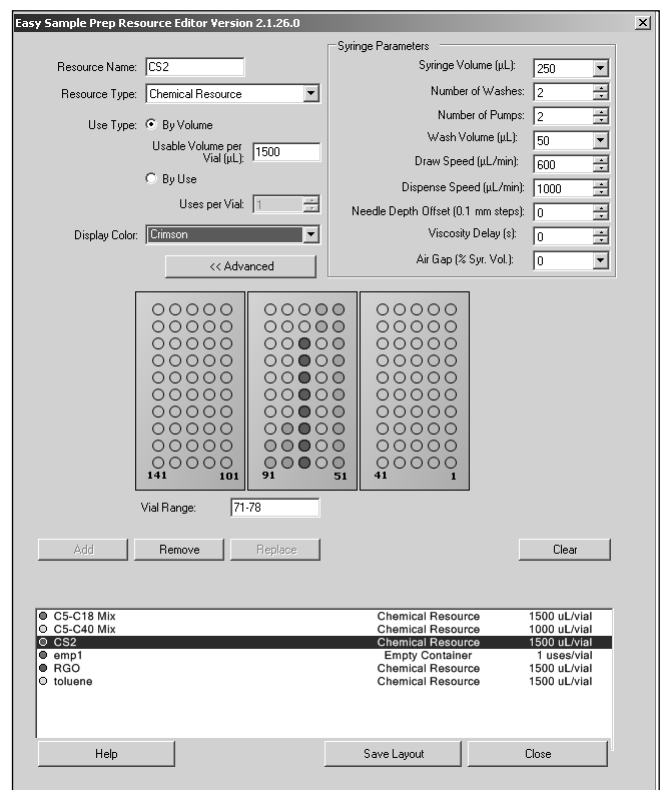 Easy Sample Prep Resource Editor Version 2.1.26.0
Resource Name: CS2
Resource Type: Chemical Resource
Use Type: By Volume
Usable Volume per Vial (µL): 1500
By Use
Uses per Vial: 1
Display Color: Crimson
<< Advanced
Syringe Parameters
Syringe Volume (µL): 250
Number of Washes: 2
Number of Pumps: 2
Wash Volume (µL): 50
Draw Speed (µL/min): 600
Dispense Speed (µL/min): 1000
Needle Depth Offset (0.1 mm steps): 0
Viscosity Delay (s): 0
Air Gap (% Syr. Vol.): 0
141 101 91 51 41 1
Vial Range: 71-78
Add Remove Replace Clear
C5-C18 Mix Chemical Resource 1500 uL/vial
C5-C40 Mix Chemical Resource 1000 uL/vial
CS2 Chemical Resource 1500 uL/vial
emp1 Empty Container 1 uses/vial
RGO Chemical Resource 1500 uL/vial
toluene Chemical Resource 1500 uL/vial
Help Save Layout Close